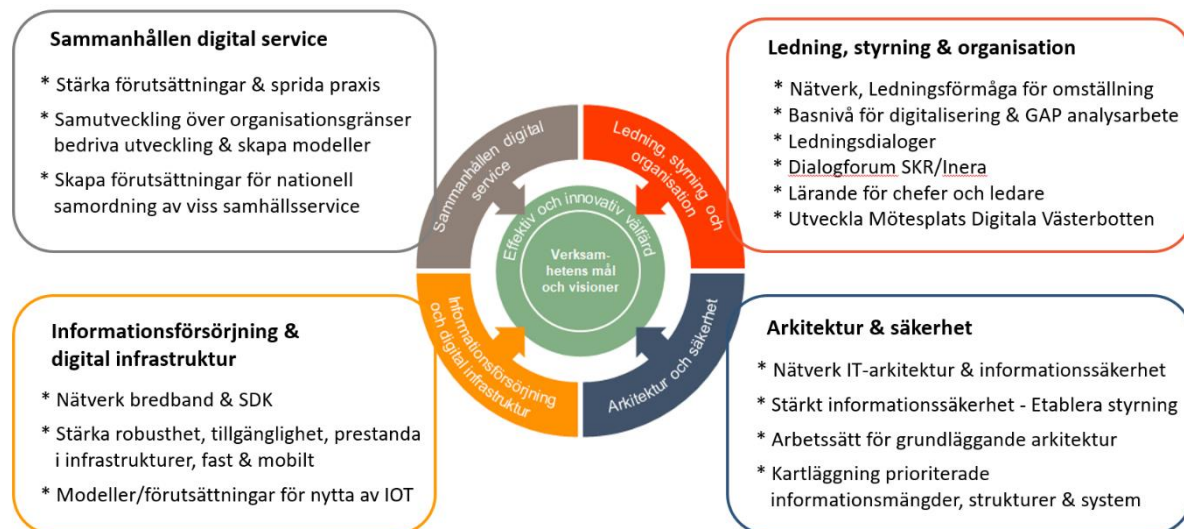 Sammanhållen digital service
* Stärka förutsättningar & sprida praxis
* Samutveckling över organisationsgränser
bedriva utveckling & skapa modeller
* Skapa förutsättningar för nationell
samordning av viss samhällsservice
Ledning, styrning & organisation
* Nätverk, Ledningsförmåga för omställning
* Basnivå för digitalisering & GAP analysarbete
* Ledningsdialoger
* Dialogforum SKR/Inera
* Lärande för chefer och ledare
* Utveckla Mötesplats Digitala Västerbotten
Sammanhållen digital
service
Ledning, styrning och
organisation
Effektiv och innovativ välfärd
Verksam-
hetens mål
och visioner
Informationsförsörjning
och digital infrastruktur
Arkitektur och säkerhet
Informationsförsörjning &
digital infrastruktur
* Nätverk bredband & SDK
* Stärka robusthet, tillgänglighet, prestanda
i infrastrukturer, fast & mobilt
* Modeller/förutsättningar för nytta av IOT
Arkitektur & säkerhet
* Nätverk IT-arkitektur & informationssäkerhet
* Stärkt informationssäkerhet - Etablera styrning
* Arbetssätt för grundläggande arkitektur
* Kartläggning prioriterade
informationsmängder, strukturer & system